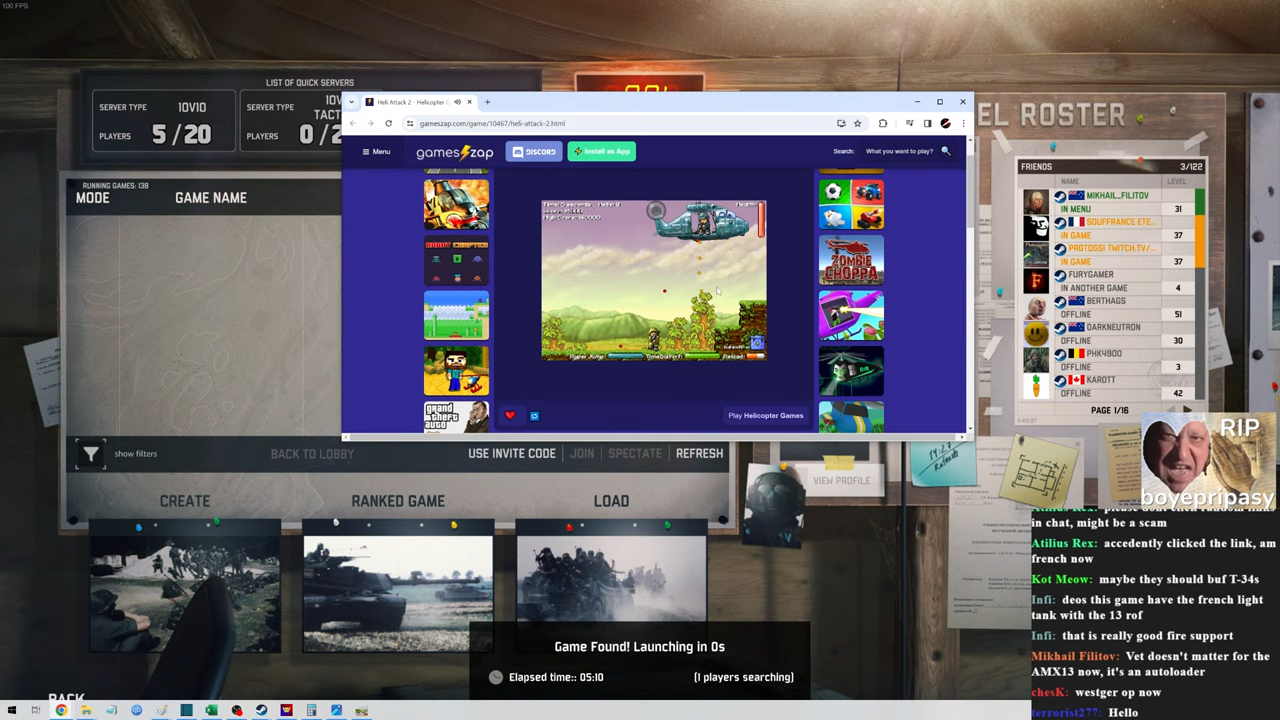 100 FPS
LIST OF QUICK SERVERS
SERVER TYPE 10V10
PLAYERS 5 / 20
SERVER TYPE
PLAYERS 0 /
Heli Attack 2 - Helicopter
gameszap.com/game/10467/heli-attack-2.html
Menu
games zap
DISCORD
Install as App
Search:
What you want to play?
EL ROSTER
RUNNING GAMES: 138
MODE
GAME NAME
ZOMBIE
CHOPPA
Play Helicopter Games
FRIENDS 3/122
NAME LEVEL
MIKHAIL_FILITOV
IN MENU 31
SOUFFRANCE ETE...
IN GAME 37
PROTOSSI TWITCH.TV/...
IN GAME 37
FURYGAMER
IN ANOTHER GAME 4
BERTHAGS
OFFLINE 51
DARKNEUTRON
OFFLINE 30
PHK4900
OFFLINE 3
KAROTT
OFFLINE 42
PAGE 1/16
show filters
BACK TO LOBBY
USE INVITE CODE
JOIN
SPECTATE
REFRESH
VIEW PROFILE
CREATE
RANKED GAME
LOAD
RIP
boyepripasy
in chat, might be a scam
Atilius Rex: accedently clicked the link, am
french now
Kot Meow: maybe they should buf T-34s
Infi: deos this game have the french light
tank with the 13 rof
Infi: that is really good fire support
Mikhail Filitov: Vet doesn't matter for the
AMX13 now, it's an autoloader
chesK: westger op now
terrorist277: Hello
Game Found! Launching in 0s
Elapsed time:: 05:10
(1 players searching)
BACK